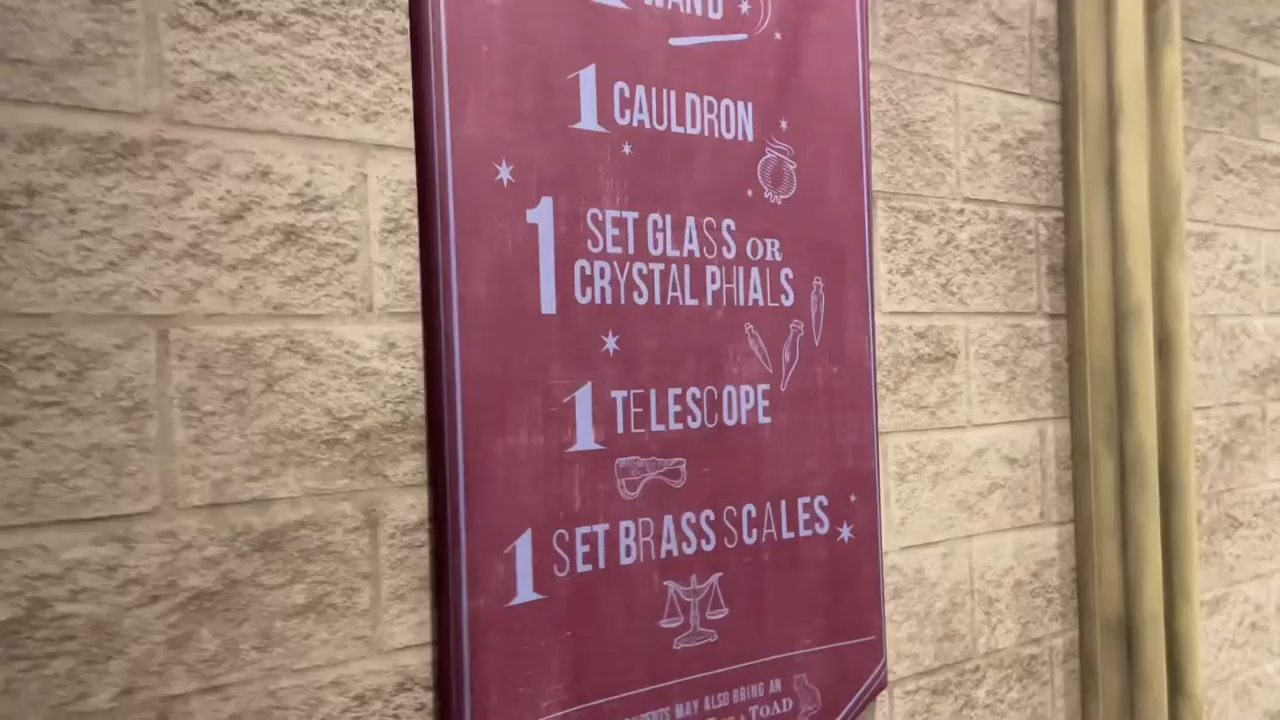 1 WAND
1 CAULDRON
1 SET GLASS OR
CRYSTAL PHIALS
1 TELESCOPE
1 SET BRASS SCALES
MAY ALSO BRING AN
TOAD